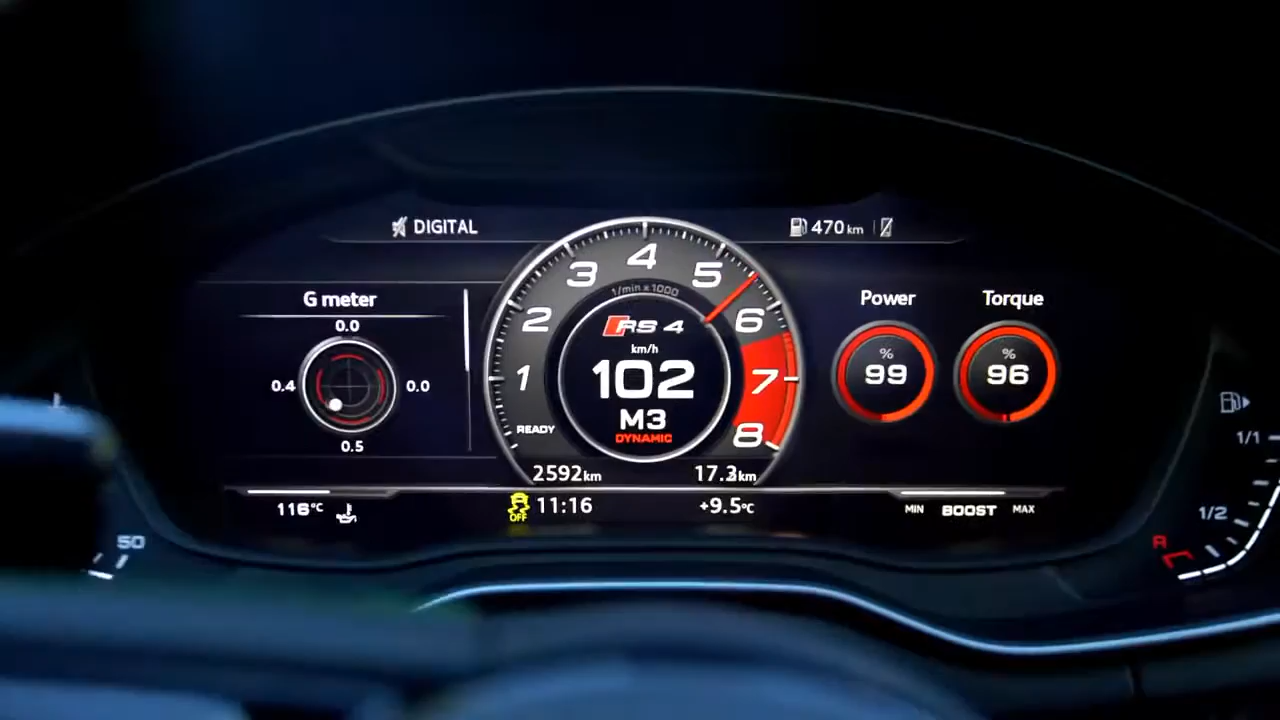 DIGITAL
470 km
G meter
0.0
0.4
0.0
0.5
1
2
3
4
5
6
7
8
1/min x 1000
RS 4
km/h
102
M3
DYNAMIC
READY
Power
%
99
Torque
%
96
2592km
116°C
OFF
11:16
+9.5°C
MIN BOOST MAX
50
1/1
1/2
R